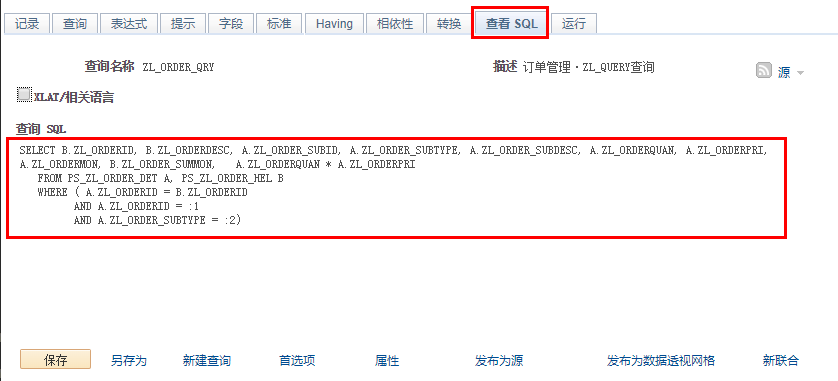 记录 查询 表达式 提示 字段 标准 Having 相依性 转换 查看 SQL 运行
查询名称 ZL_ORDER_QRY 描述 订单管理·ZL_QUERY查询 源
XLAT/相关语言
查询 SQL
SELECT B.ZL_ORDERID, B.ZL_ORDERDESC, A.ZL_ORDER_SUBID, A.ZL_ORDER_SUBTYPE, A.ZL_ORDER_SUBDESC, A.ZL_ORDERQUAN, A.ZL_ORDERPRI,
A.ZL_ORDERMON, B.ZL_ORDER_SUMMON, A.ZL_ORDERQUAN * A.ZL_ORDERPRI
FROM PS_ZL_ORDER_DET A, PS_ZL_ORDER_HEL B
WHERE ( A.ZL_ORDERID = B.ZL_ORDERID
AND A.ZL_ORDERID = :1
AND A.ZL_ORDER_SUBTYPE = :2)
保存 另存为 新建查询 首选项 属性 发布为源 发布为数据透视网格 新联合